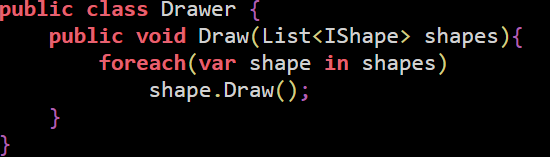 public class Drawer {
    public void Draw(List<IShape> shapes){
        foreach(var shape in shapes)
            shape.Draw();
    }
}